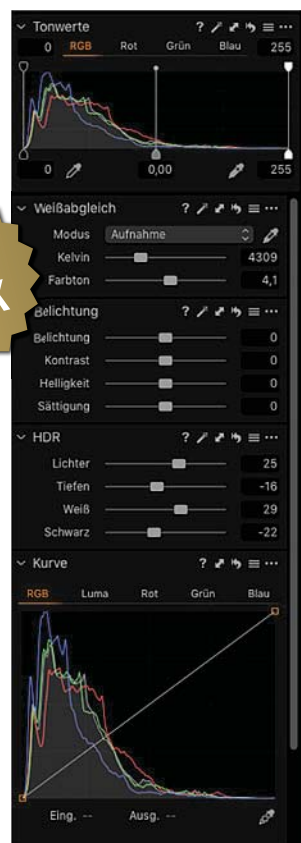 Tonwerte ?
0 RGB Rot Grün Blau 255
0 0,00 255
Weißabgleich ?
Modus Aufnahme
Kelvin 4309
Farbton 4,1
Belichtung ?
Belichtung 0
Kontrast 0
Helligkeit 0
Sättigung 0
HDR ?
Lichter 25
Tiefen -16
Weiß 29
Schwarz -22
Kurve ?
RGB Luma Rot Grün Blau
Eing. -- Ausg. --